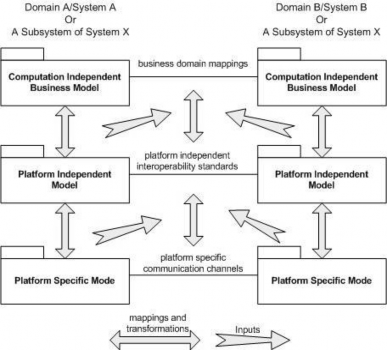 Domain A/System A
Or
A Subsystem of System X
Domain B/System B
Or
A Subsystem of System X
Computation Independent
Business Model
business domain mappings
Computation Independent
Business Model
Platform Independent
Model
platform independent
interoperability standards
Platform Independent
Model
Platform Specific Mode
platform specific
communication channels
Platform Specific Mode
mappings and
transformations
Inputs